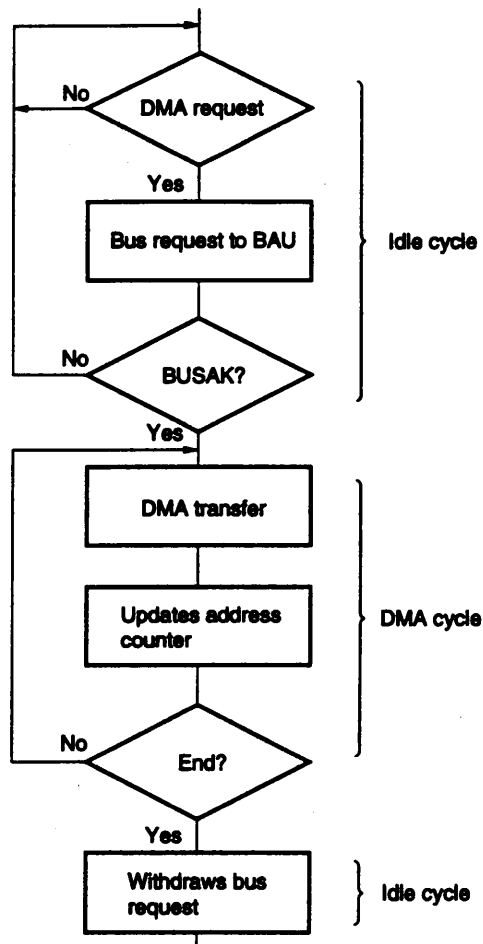 No
DMA request
Yes
Bus request to BAU
Idle cycle
No
BUSAK?
Yes
DMA transfer
Updates address
counter
DMA cycle
No
End?
Yes
Withdraws bus
request
Idle cycle